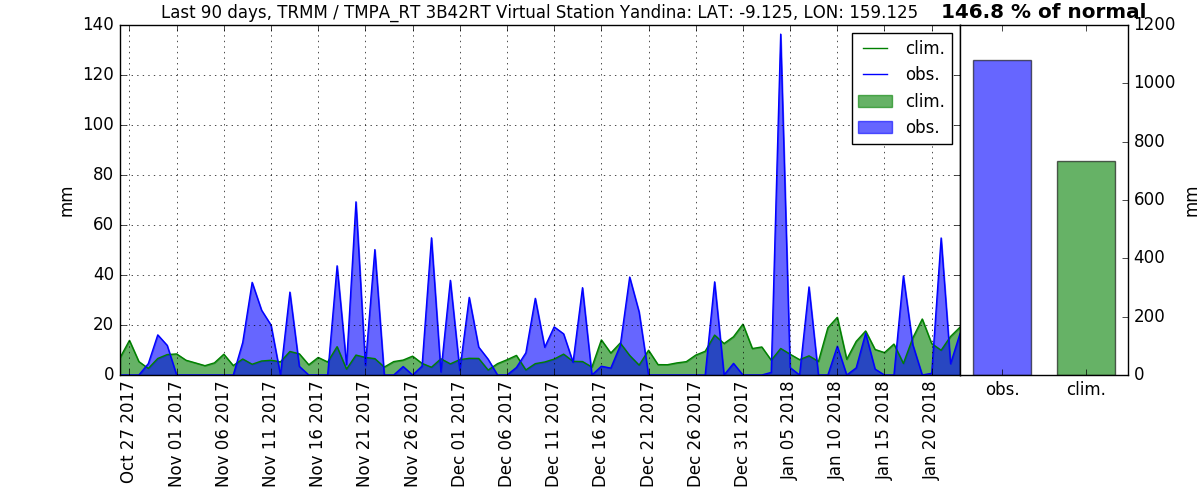 Last 90 days, TRMM / TMPA_RT 3B42RT Virtual Station Yandina: LAT: -9.125, LON: 159.125
146.8 % of normal
140
120
100
80
60
40
20
0
mm
clim.
obs.
clim.
obs.
1200
1000
800
600
400
200
0
mm
Oct 27 2017
Nov 01 2017
Nov 06 2017
Nov 11 2017
Nov 16 2017
Nov 21 2017
Nov 26 2017
Dec 01 2017
Dec 06 2017
Dec 11 2017
Dec 16 2017
Dec 21 2017
Dec 26 2017
Dec 31 2017
Jan 05 2018
Jan 10 2018
Jan 15 2018
Jan 20 2018
obs.
clim.